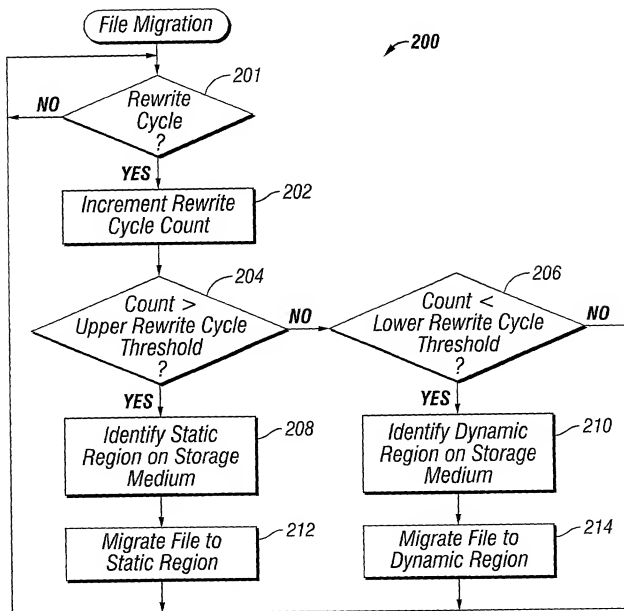 File Migration
200
201
NO
Rewrite
Cycle
?
YES
202
Increment Rewrite
Cycle Count
204
206
Count >
Upper Rewrite Cycle
Threshold
?
NO
Count <
Lower Rewrite Cycle
Threshold
?
NO
YES
YES
208
Identify Static
Region on Storage
Medium
210
Identify Dynamic
Region on Storage
Medium
212
Migrate File to
Static Region
214
Migrate File to
Dynamic Region